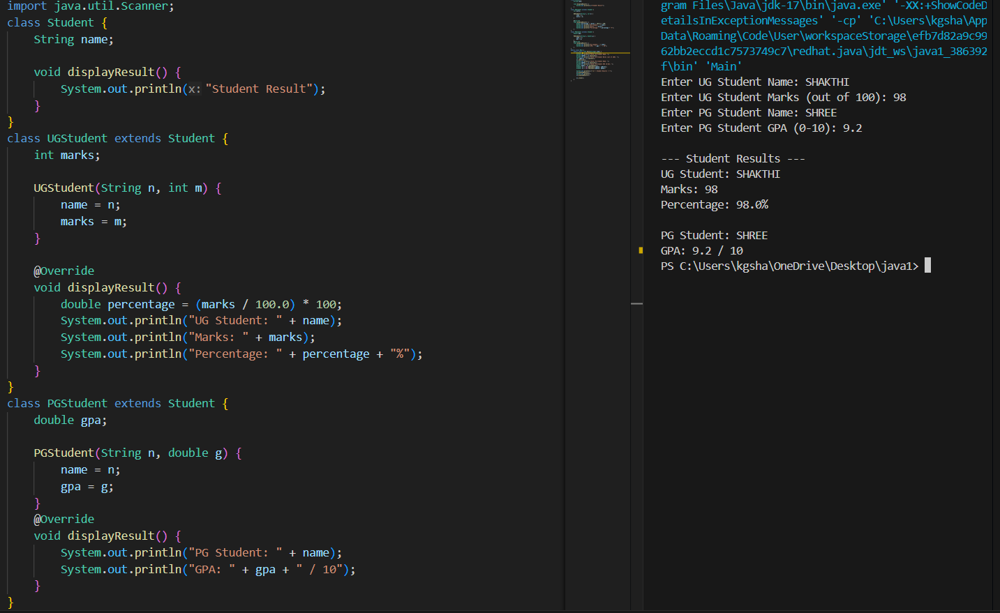 import java.util.Scanner;
class Student {
    String name;

    void displayResult() {
        System.out.println(x: "Student Result");
    }
}
class UGStudent extends Student {
    int marks;

    UGStudent(String n, int m) {
        name = n;
        marks = m;
    }

    @Override
    void displayResult() {
        double percentage = (marks / 100.0) * 100;
        System.out.println("UG Student: " + name);
        System.out.println("Marks: " + marks);
        System.out.println("Percentage: " + percentage + "%");
    }
}
class PGStudent extends Student {
    double gpa;

    PGStudent(String n, double g) {
        name = n;
        gpa = g;
    }
    @Override
    void displayResult() {
        System.out.println("PG Student: " + name);
        System.out.println("GPA: " + gpa + " / 10");
    }
}
gram Files\Java\jdk-17\bin\java.exe' '-XX:+ShowCodeD
etailsInExceptionMessages' '-cp' 'C:\Users\kgsha\App
Data\Roaming\Code\User\workspaceStorage\efb7d82a9c99
62bb2eccd1c7573749c7\redhat.java\jdt_ws\java1_386392
f\bin' 'Main'
Enter UG Student Name: SHAKTHI
Enter UG Student Marks (out of 100): 98
Enter PG Student Name: SHREE
Enter PG Student GPA (0-10): 9.2

--- Student Results ---
UG Student: SHAKTHI
Marks: 98
Percentage: 98.0%

PG Student: SHREE
GPA: 9.2 / 10
PS C:\Users\kgsha\OneDrive\Desktop\java1>